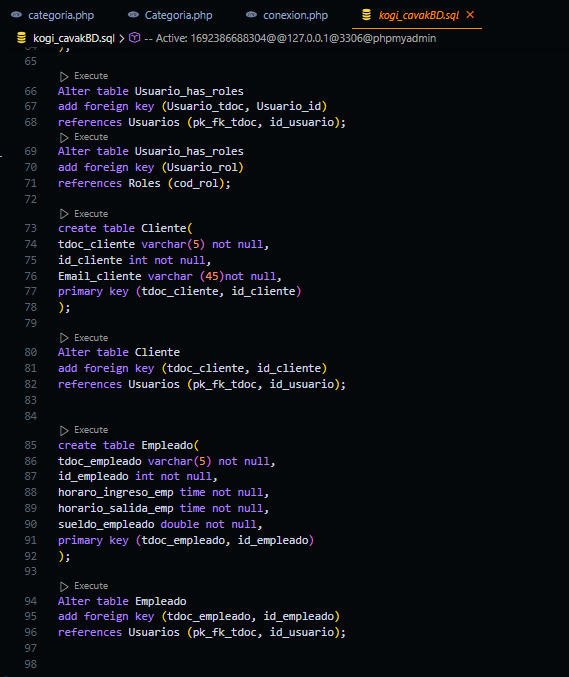 categoria.php Categoria.php conexion.php kogi_cavakBD.sql
kogi_cavakBD.sql > -- Active: 1692386688304@@127.0.0.1@3306@phpmyadmin
64 );
65
Execute
66 Alter table Usuario_has_roles
67 add foreign key (Usuario_tdoc, Usuario_id)
68 references Usuarios (pk_fk_tdoc, id_usuario);
Execute
69 Alter table Usuario_has_roles
70 add foreign key (Usuario_rol)
71 references Roles (cod_rol);
72
Execute
73 create table Cliente(
74 tdoc_cliente varchar(5) not null,
75 id_cliente int not null,
76 Email_cliente varchar (45)not null,
77 primary key (tdoc_cliente, id_cliente)
78 );
79
Execute
80 Alter table Cliente
81 add foreign key (tdoc_cliente, id_cliente)
82 references Usuarios (pk_fk_tdoc, id_usuario);
83
84
Execute
85 create table Empleado(
86 tdoc_empleado varchar(5) not null,
87 id_empleado int not null,
88 horaro_ingreso_emp time not null,
89 horario_salida_emp time not null,
90 sueldo_empleado double not null,
91 primary key (tdoc_empleado, id_empleado)
92 );
93
Execute
94 Alter table Empleado
95 add foreign key (tdoc_empleado, id_empleado)
96 references Usuarios (pk_fk_tdoc, id_usuario);
97
98